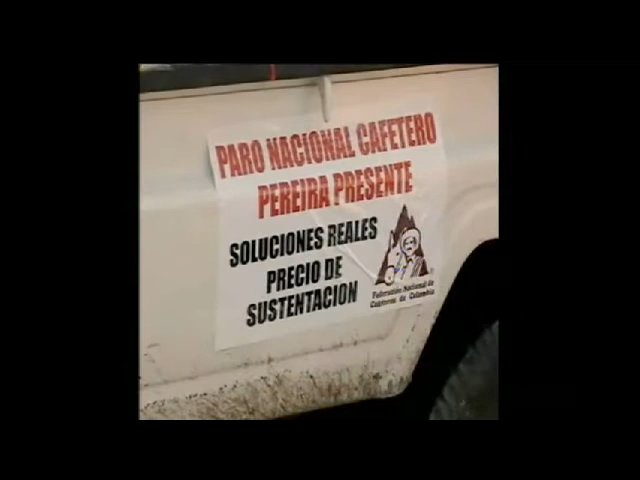 PARO NACIONAL CAFETERO
PEREIRA PRESENTE
SOLUCIONES REALES
PRECIO DE
SUSTENTACION
Federación Nacional de
Cafeteros de Colombia